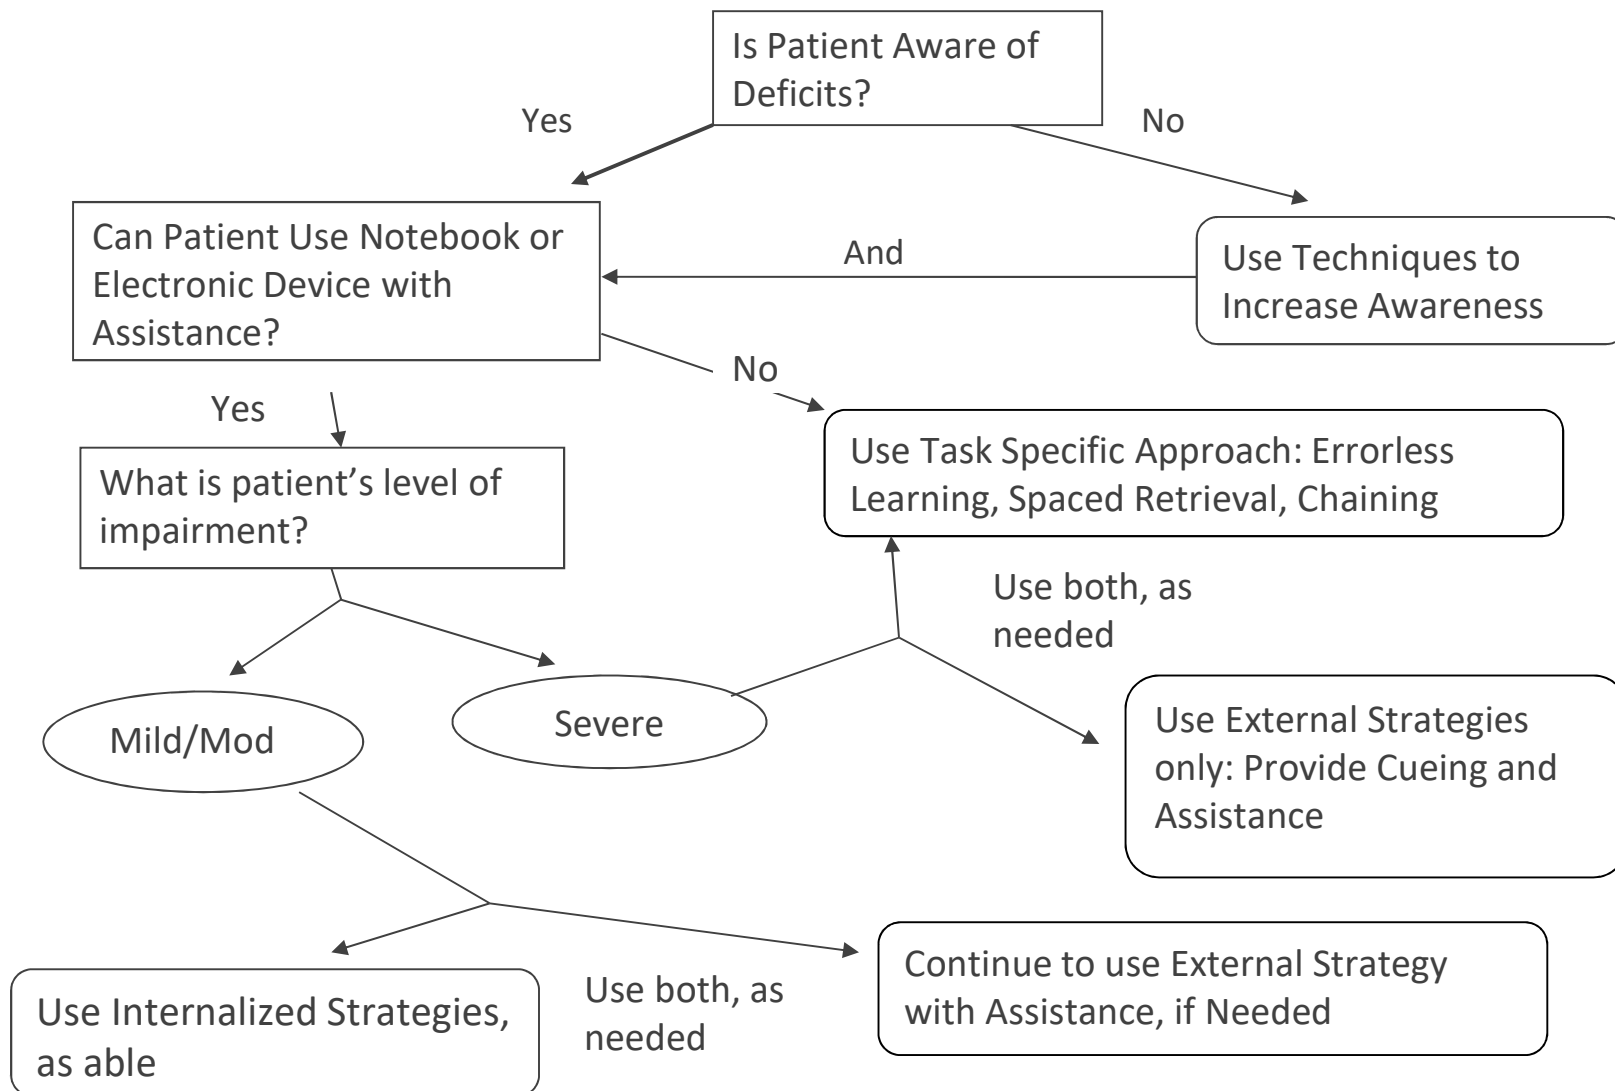 Is Patient Aware of
Deficits?
Yes
No
Can Patient Use Notebook or
Electronic Device with
Assistance?
And
Use Techniques to
Increase Awareness
No
Yes
What is patient’s level of
impairment?
Use Task Specific Approach: Errorless
Learning, Spaced Retrieval, Chaining
Use both, as
needed
Mild/Mod
Severe
Use External Strategies
only: Provide Cueing and
Assistance
Use Internalized Strategies,
as able
Use both, as
needed
Continue to use External Strategy
with Assistance, if Needed